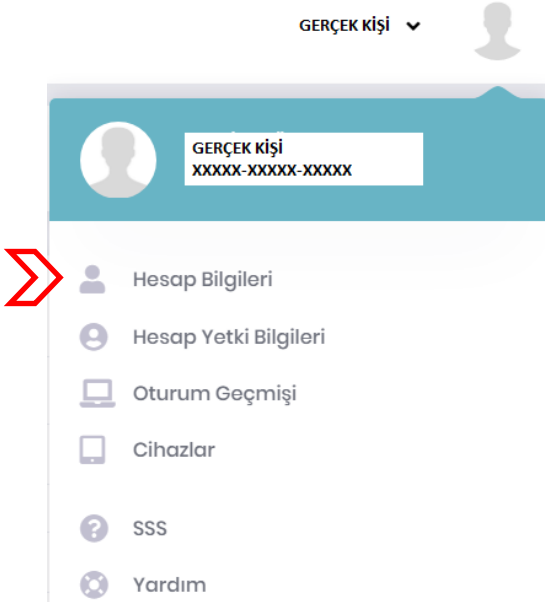 GERÇEK KİŞİ
GERÇEK KİŞİ
XXXXX-XXXXX-XXXXX
Hesap Bilgileri
Hesap Yetki Bilgileri
Oturum Geçmişi
Cihazlar
SSS
Yardım